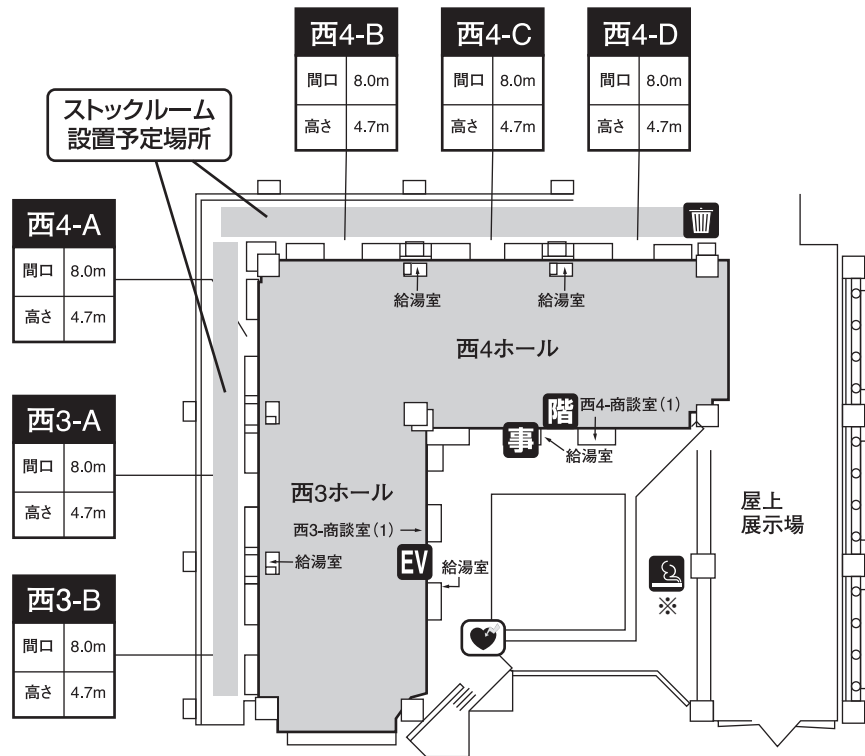 西4-B
間口 8.0m
高さ 4.7m
西4-C
間口 8.0m
高さ 4.7m
西4-D
間口 8.0m
高さ 4.7m
ストックルーム
設置予定場所
西4-A
間口 8.0m
高さ 4.7m
給湯室
給湯室
西4ホール
階
西4-商談室(1)
事
給湯室
西3-A
間口 8.0m
高さ 4.7m
西3ホール
西3-商談室(1)
給湯室
EV
給湯室
屋上
展示場
※
西3-B
間口 8.0m
高さ 4.7m